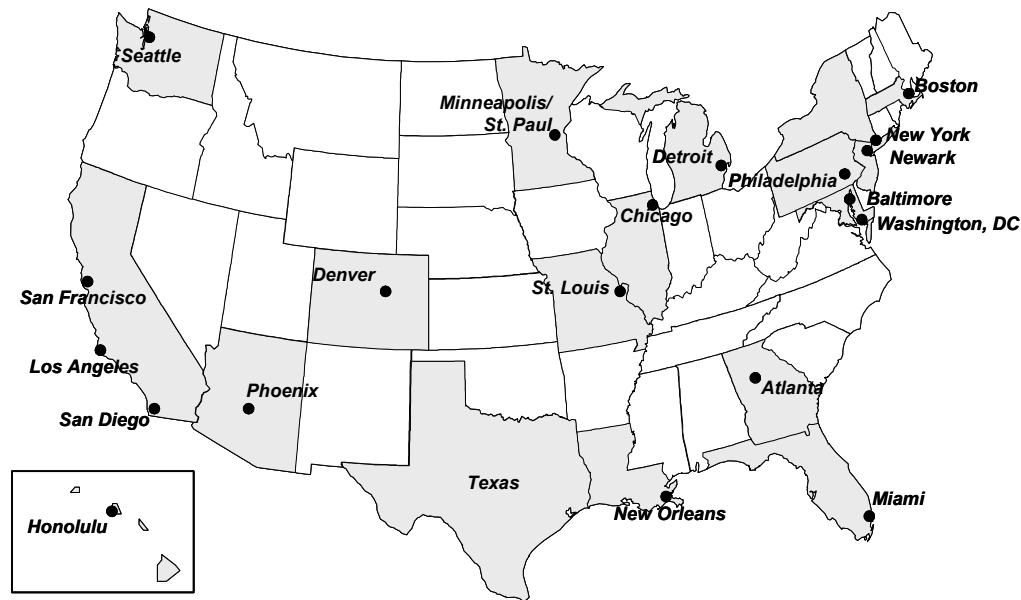 Seattle
Minneapolis/
St. Paul
Boston
New York
Newark
Detroit
Philadelphia
Baltimore
Chicago
Washington, DC
Denver
St. Louis
San Francisco
Los Angeles
Phoenix
Atlanta
San Diego
Texas
Miami
New Orleans
Honolulu